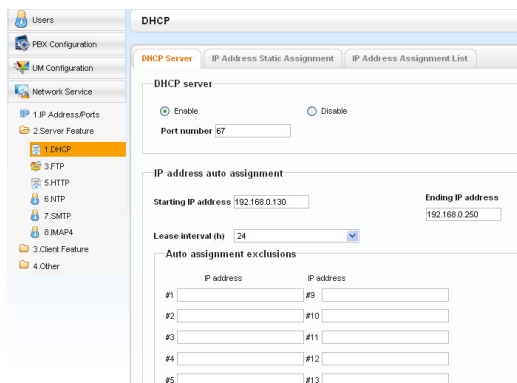 Users
PBX Configuration
UM Configuration
Network Service
IP 1.IP Address/Ports
2.Server Feature
1.DHCP
3.FTP
5.HTTP
6.NTP
7.SMTP
8.IMAP4
3.Client Feature
4.Other
DHCP
DHCP Server
IP Address Static Assignment
IP Address Assignment List
DHCP server
Enable
Disable
Port number 67
IP address auto assignment
Starting IP address 192.168.0.130
Ending IP address
192.168.0.250
Lease interval (h) 24
Auto assignment exclusions
IP address
IP address
#1
#9
#2
#10
#3
#11
#4
#12
#5
#13